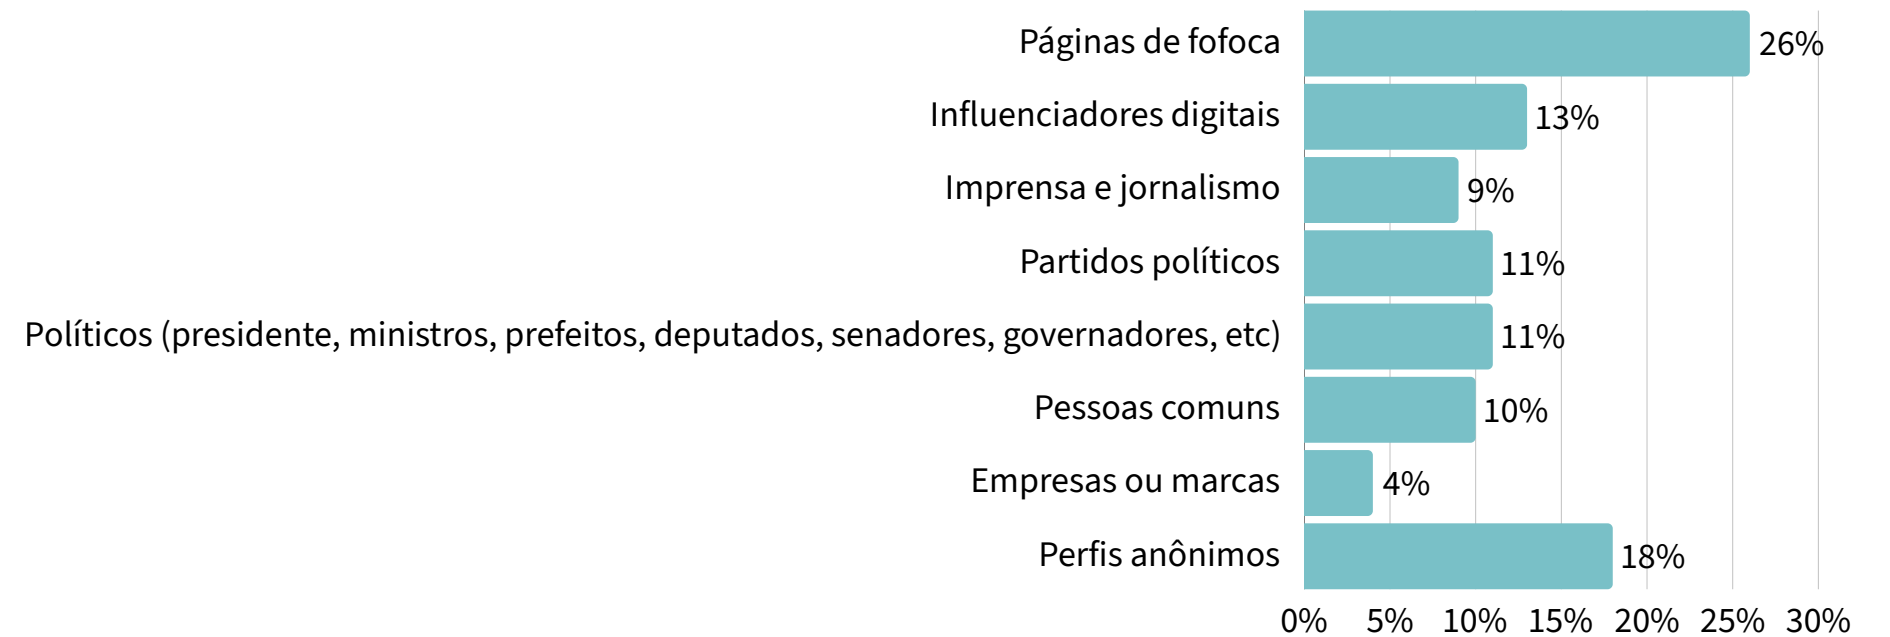 Páginas de fofoca 26%
Influenciadores digitais 13%
Imprensa e jornalismo 9%
Partidos políticos 11%
Políticos (presidente, ministros, prefeitos, deputados, senadores, governadores, etc) 11%
Pessoas comuns 10%
Empresas ou marcas 4%
Perfis anônimos 18%
0% 5% 10% 15% 20% 25% 30%